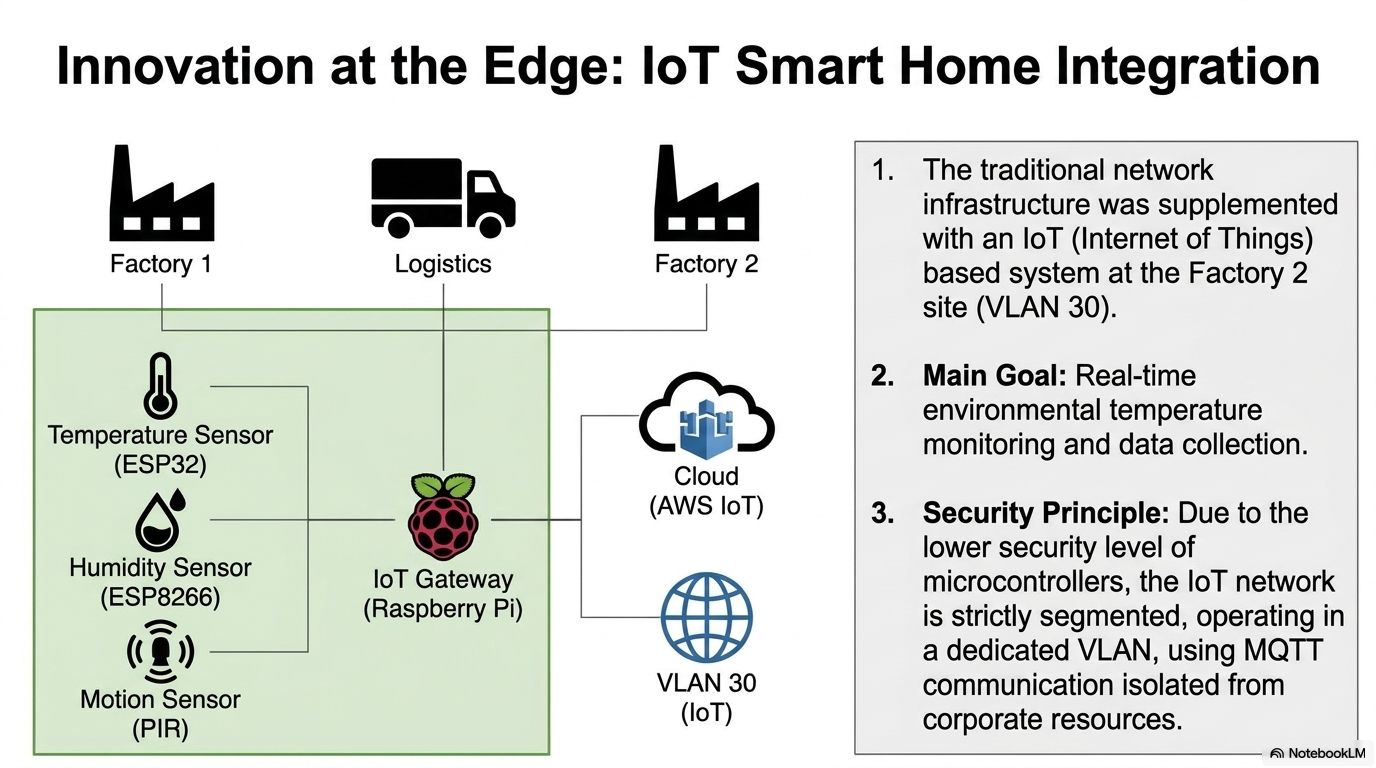 Innovation at the Edge: IoT Smart Home Integration
Factory 1
Logistics
Factory 2
Temperature Sensor
(ESP32)
Humidity Sensor
(ESP8266)
Motion Sensor
(PIR)
IoT Gateway
(Raspberry Pi)
Cloud
(AWS IoT)
VLAN 30
(IoT)
1. The traditional network
infrastructure was supplemented
with an IoT (Internet of Things)
based system at the Factory 2
site (VLAN 30).
2. Main Goal: Real-time
environmental temperature
monitoring and data collection.
3. Security Principle: Due to the
lower security level of
microcontrollers, the IoT network
is strictly segmented, operating in
a dedicated VLAN, using MQTT
communication isolated from
corporate resources.
NotebookLM